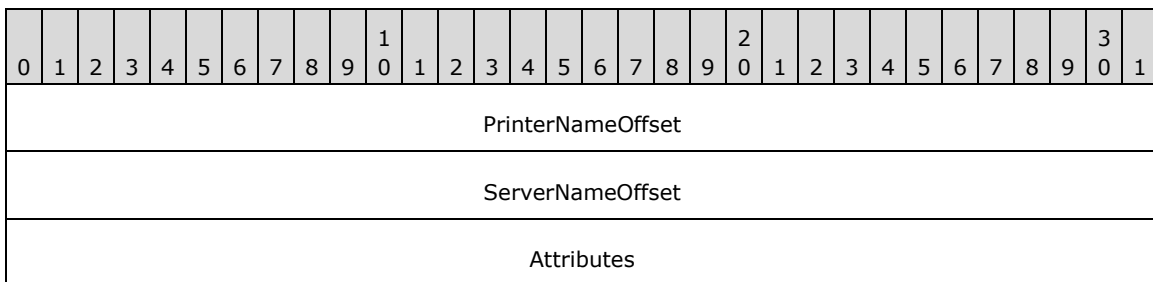 1 2 3
0 1 2 3 4 5 6 7 8 9 0 1 2 3 4 5 6 7 8 9 0 1 2 3 4 5 6 7 8 9 0 1
PrinterNameOffset
ServerNameOffset
Attributes